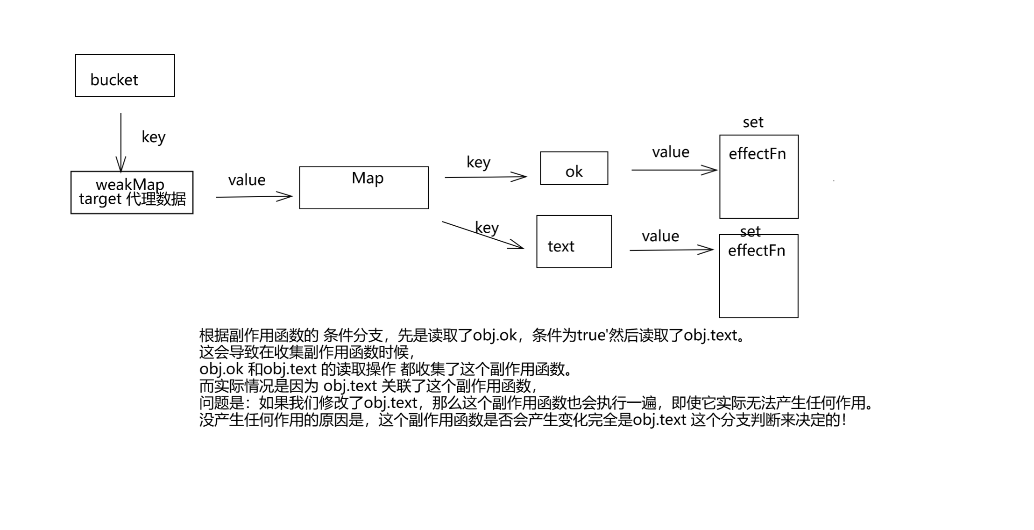 bucket
key
weakMap
target 代理数据
value
Map
key
ok
value
set
effectFn
key
text
value
set
effectFn
根据副作用函数的 条件分支，先是读取了obj.ok，条件为true'然后读取了obj.text。
这会导致在收集副作用函数时候，
obj.ok 和obj.text 的读取操作 都收集了这个副作用函数。
而实际情况是因为 obj.text 关联了这个副作用函数，
问题是：如果我们修改了obj.text，那么这个副作用函数也会执行一遍，即使它实际无法产生任何作用。
没产生任何作用的原因是，这个副作用函数是否会产生变化完全是obj.text 这个分支判断来决定的！